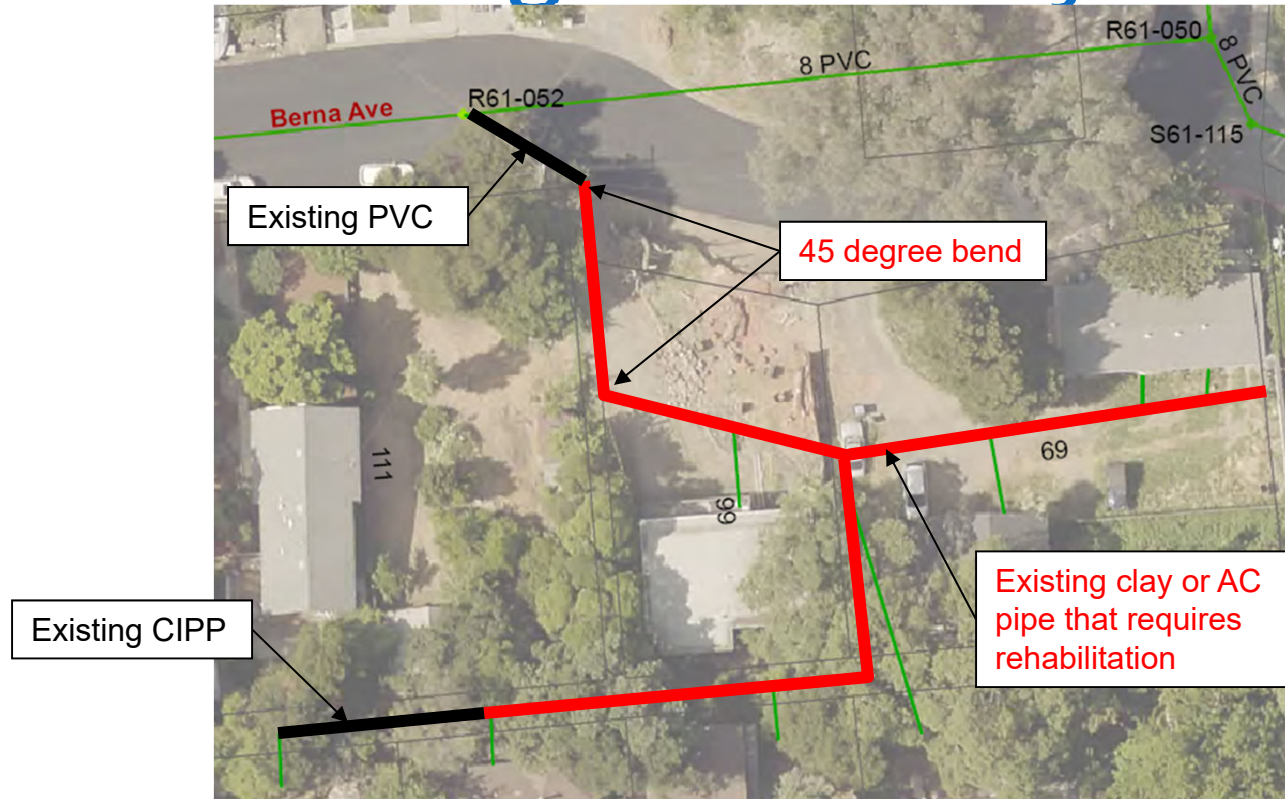 R61-050
8 PVC
8 PVC
R61-052
Berna Ave
S61-115
Existing PVC
45 degree bend
111
69
66
Existing clay or AC
pipe that requires
rehabilitation
Existing CIPP